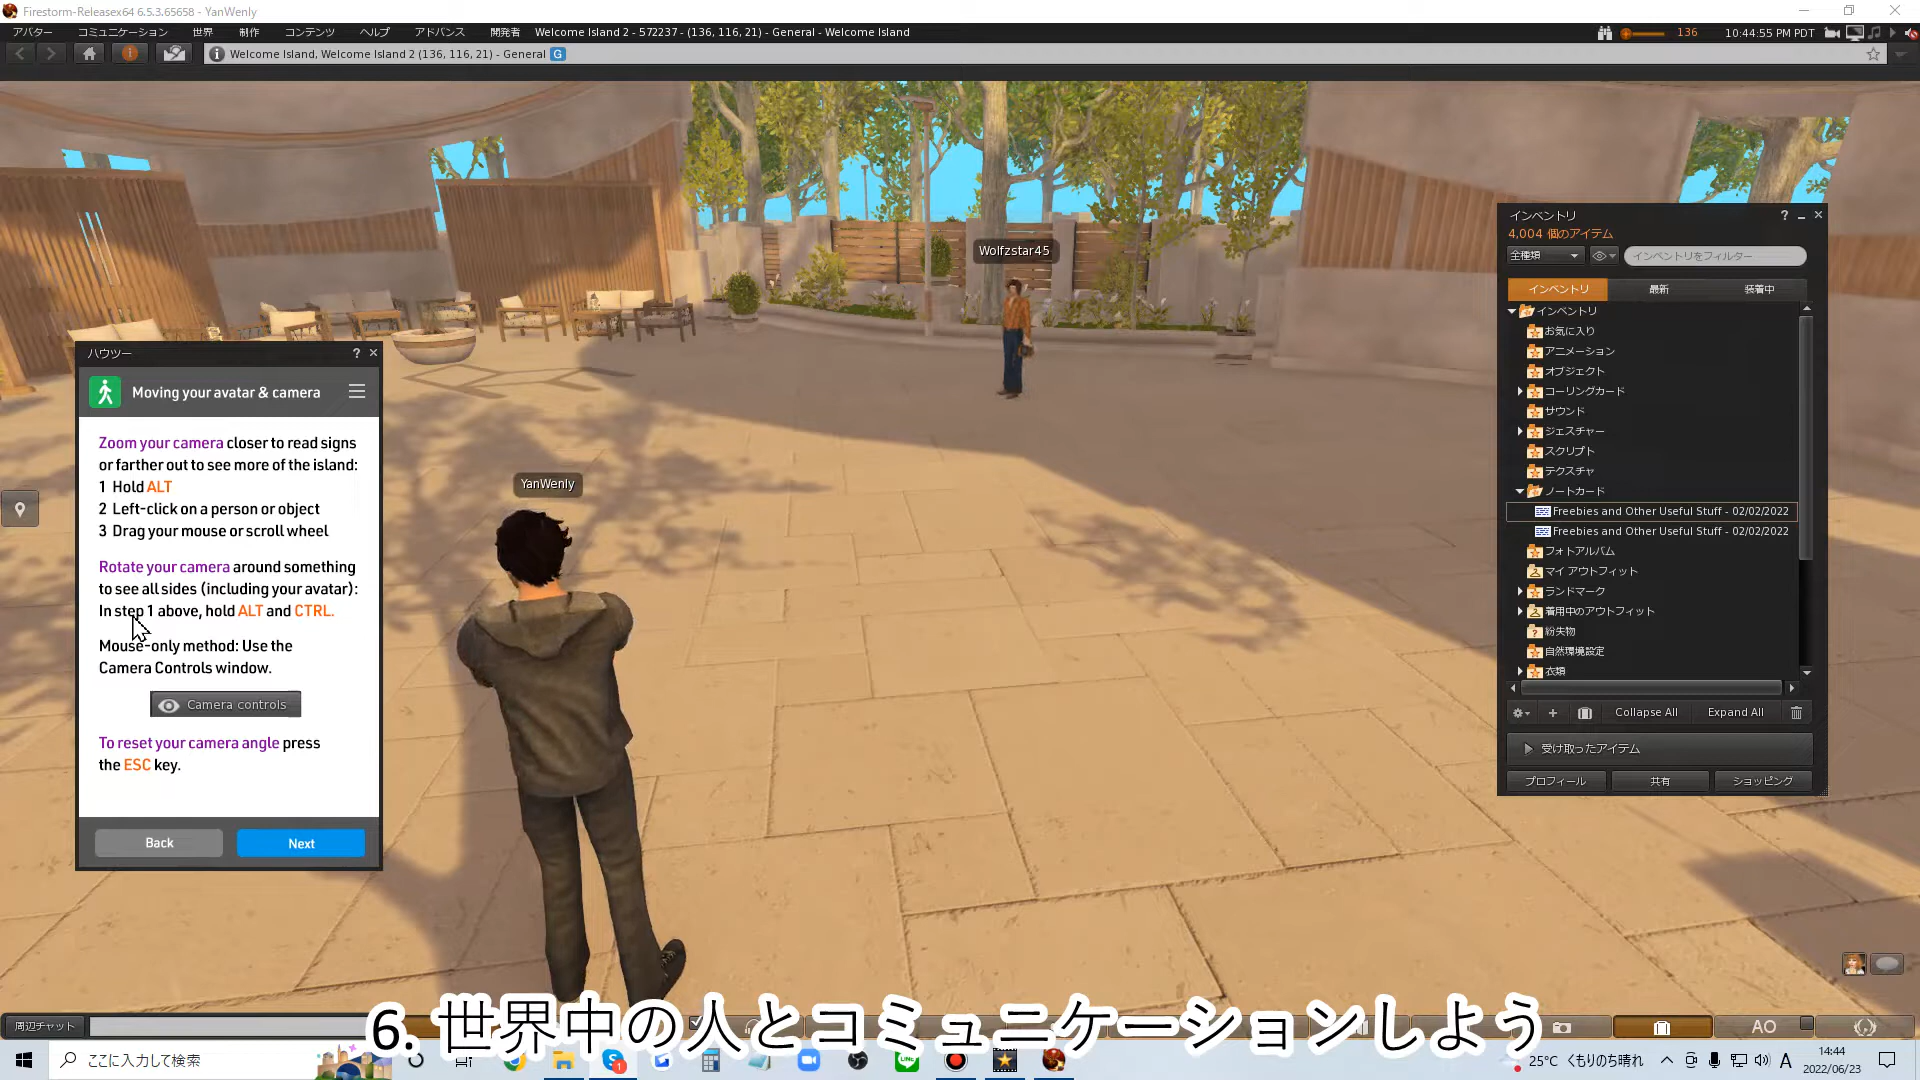 Firestorm-Releasex64 6.5.3.65658 - YanWenly
アバター コミュニケーション 世界 制作 コンテンツ ヘルプ アドバンス 開発者 Welcome Island 2 - 572237 - (136, 116, 21) - General - Welcome Island
136 10:44:55 PM PDT
Welcome Island, Welcome Island 2 (136, 116, 21) - General G
Wolfzstar45
YanWenly
ハウツー ?
Moving your avatar & camera
Zoom your camera closer to read signs
or farther out to see more of the island:
1 Hold ALT
2 Left-click on a person or object
3 Drag your mouse or scroll wheel
Rotate your camera around something
to see all sides (including your avatar):
In step 1 above, hold ALT and CTRL.
Mouse-only method: Use the
Camera Controls window.
Camera controls
To reset your camera angle press
the ESC key.
Back Next
インベントリ ?
4,004 個のアイテム
全種類 インベントリをフィルター
インベントリ 最新 装着中
インベントリ
お気に入り
アニメーション
オブジェクト
コーリングカード
サウンド
ジェスチャー
スクリプト
テクスチャ
ノートカード
Freebies and Other Useful Stuff - 02/02/2022
Freebies and Other Useful Stuff - 02/02/2022
フォトアルバム
マイ アウトフィット
ランドマーク
着用中のアウトフィット
紛失物
自然環境設定
衣類
Collapse All Expand All
受け取ったアイテム
プロフィール 共有 ショッピング
周辺チャット
AO
6. 世界中の人とコミュニケーションしよう
ここに入力して検索
1
LINE
25°C くもりのち晴れ
A
14:44
2022/06/23